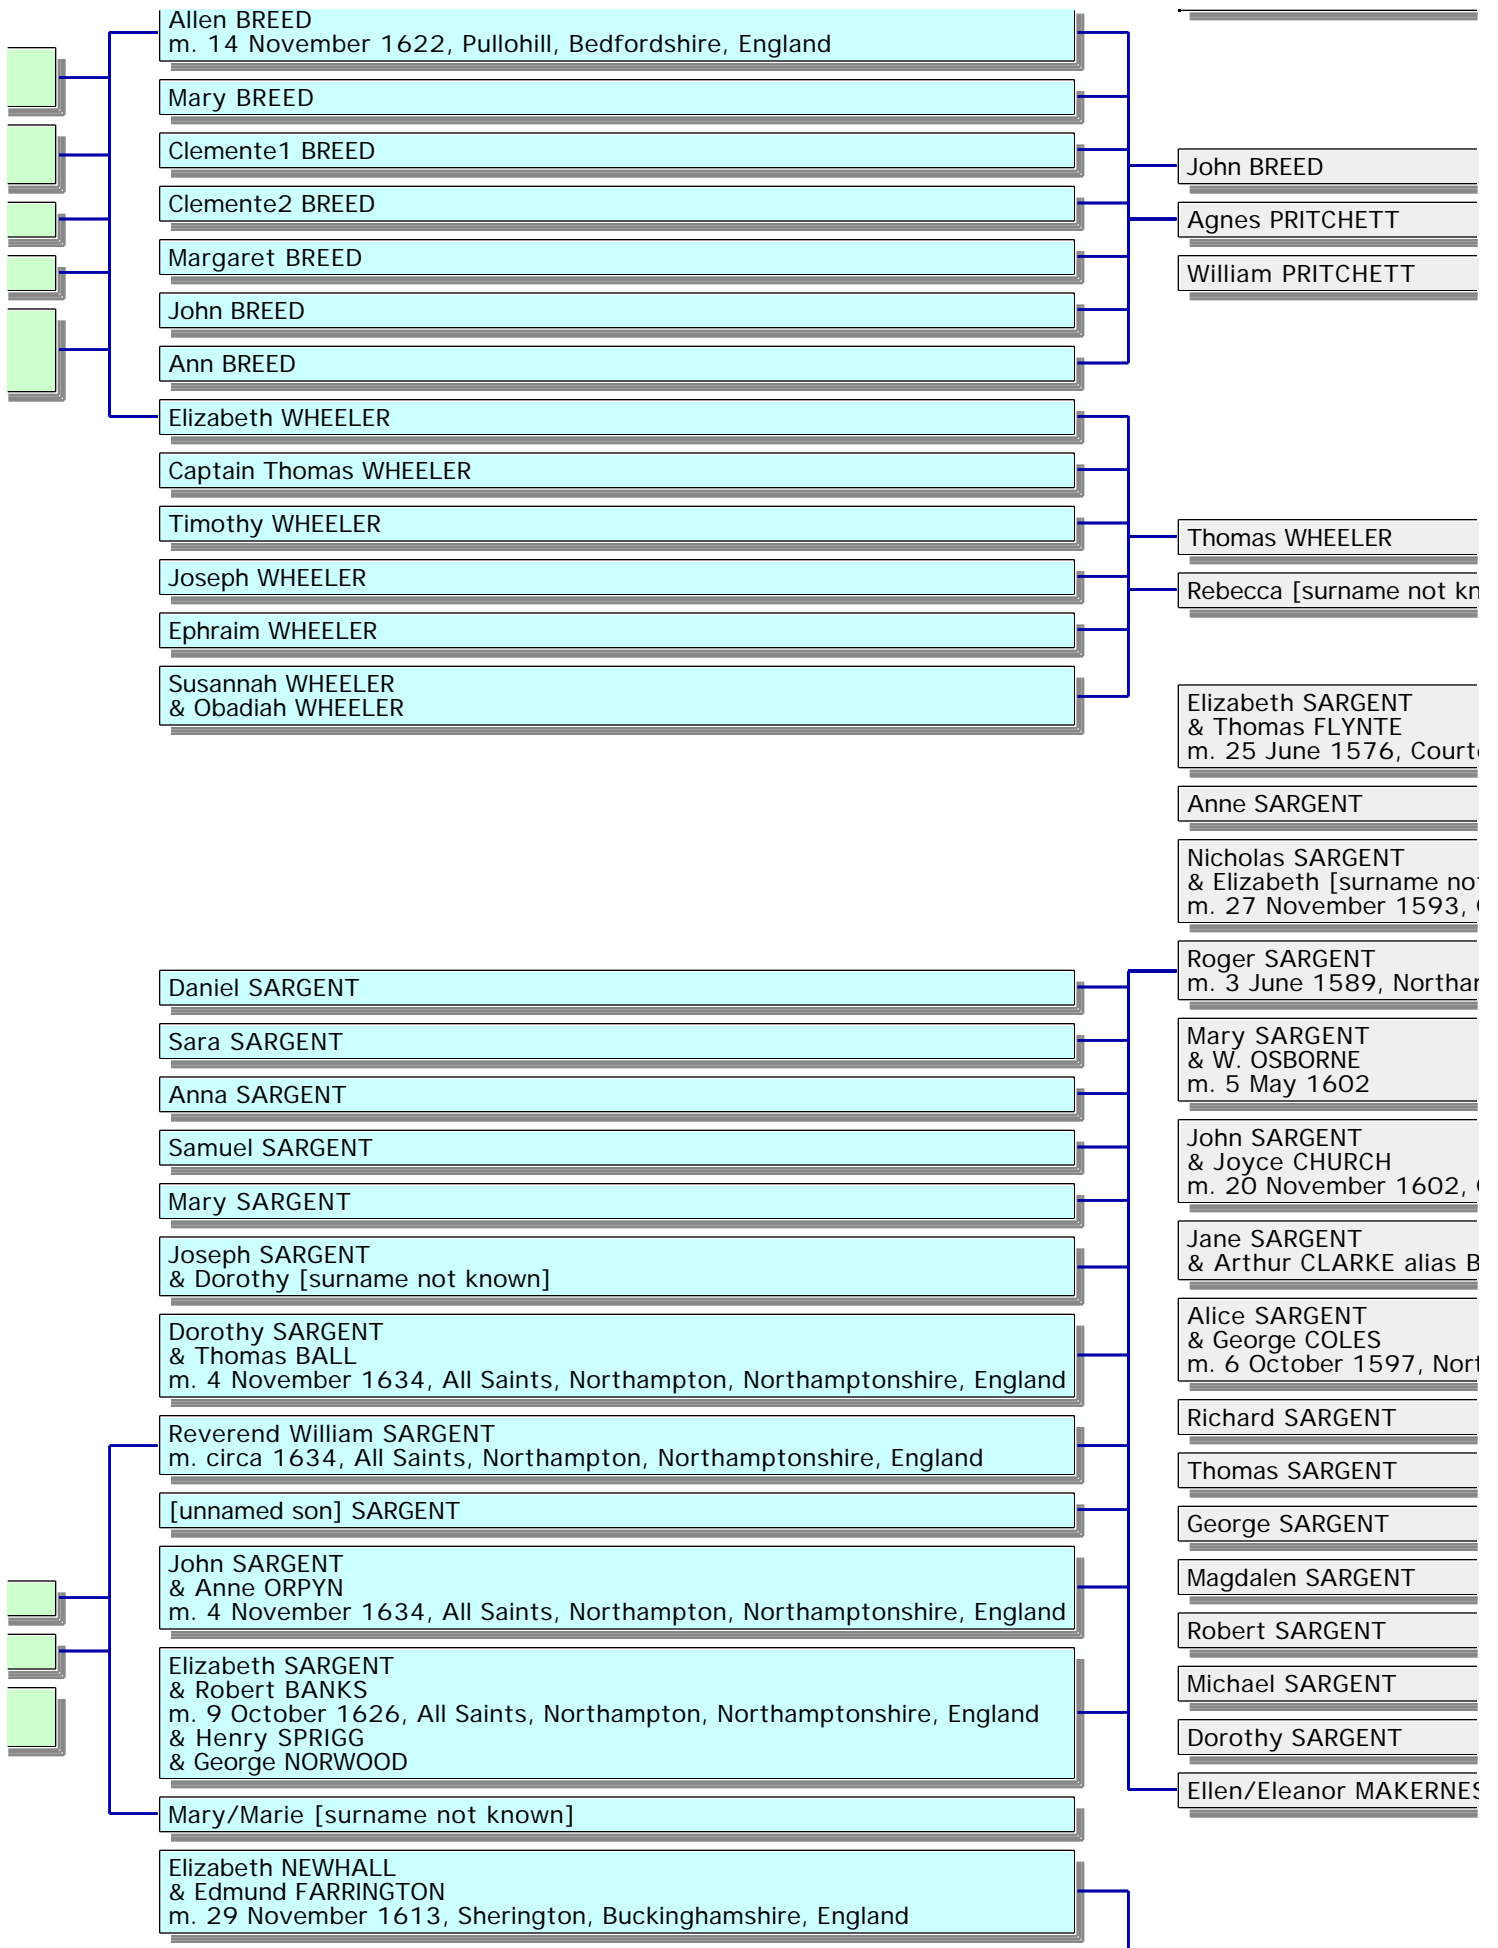 Allen BREED
m. 14 November 1622, Pullohill, Bedfordshire, England
Mary BREED
Clemente1 BREED
Clemente2 BREED
Margaret BREED
John BREED
Ann BREED
Elizabeth WHEELER
Captain Thomas WHEELER
Timothy WHEELER
Joseph WHEELER
Ephraim WHEELER
Susannah WHEELER
& Obadiah WHEELER
Daniel SARGENT
Sara SARGENT
Anna SARGENT
Samuel SARGENT
Mary SARGENT
Joseph SARGENT
& Dorothy [surname not known]
Dorothy SARGENT
& Thomas BALL
m. 4 November 1634, All Saints, Northampton, Northamptonshire, England
Reverend William SARGENT
m. circa 1634, All Saints, Northampton, Northamptonshire, England
[unnamed son] SARGENT
John SARGENT
& Anne ORPYN
m. 4 November 1634, All Saints, Northampton, Northamptonshire, England
Elizabeth SARGENT
& Robert BANKS
m. 9 October 1626, All Saints, Northampton, Northamptonshire, England
& Henry SPRIGG
& George NORWOOD
Mary/Marie [surname not known]
Elizabeth NEWHALL
& Edmund FARRINGTON
m. 29 November 1613, Sherington, Buckinghamshire, England
John BREED
Agnes PRITCHETT
William PRITCHETT
Thomas WHEELER
Rebecca [surname not
Elizabeth SARGENT
& Thomas FLYNTE
m. 25 June 1576,
Anne SARGENT
Nicholas SARGENT
& Elizabeth [surname
m. 27 November 1593,
Roger SARGENT
m. 3 June 1589,
Mary SARGENT
& W. OSBORNE
m. 5 May 1602
John SARGENT
& Joyce CHURCH
m. 20 November 1602,
Jane SARGENT
& Arthur CLARKE alias
Alice SARGENT
& George COLES
m. 6 October 1597,
Richard SARGENT
Thomas SARGENT
George SARGENT
Magdalen SARGENT
Robert SARGENT
Michael SARGENT
Dorothy SARGENT
Ellen/Eleanor